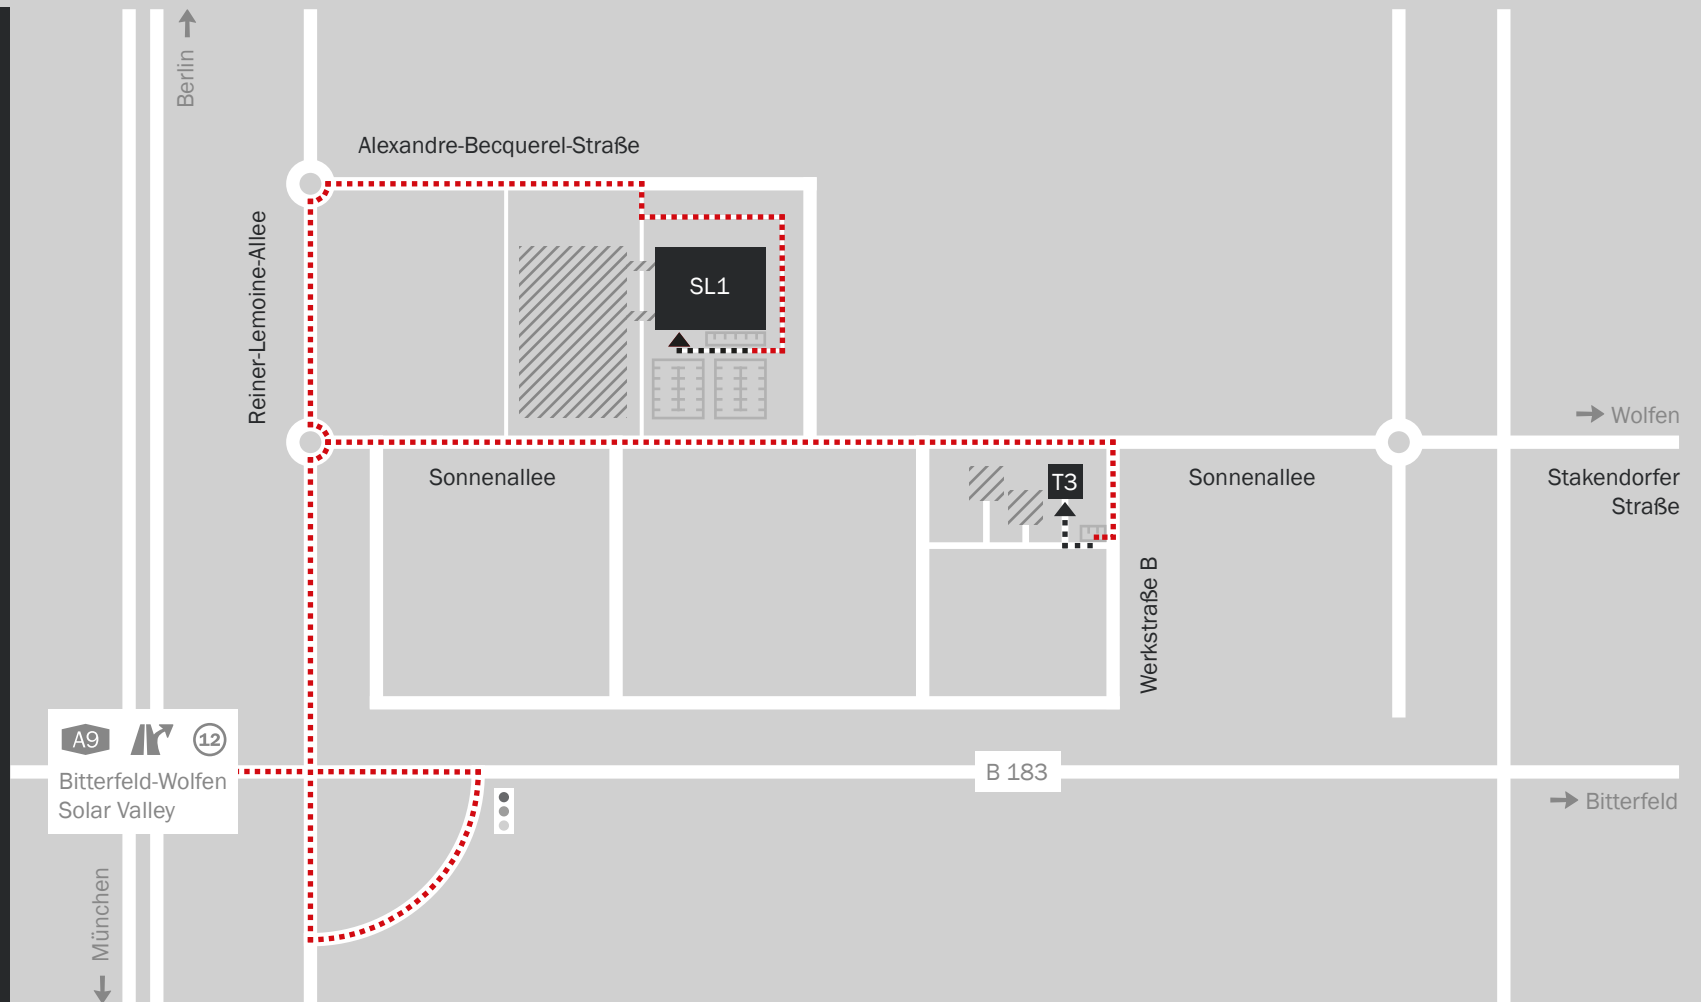 Berlin
Alexandre-Becquerel-Straße
Reiner-Lemoine-Allee
SL1
Wolfen
Sonnenallee
T3
Sonnenallee
Stakendorfer
Straße
Werkstraße B
A9
12
Bitterfeld-Wolfen
Solar Valley
B 183
Bitterfeld
München